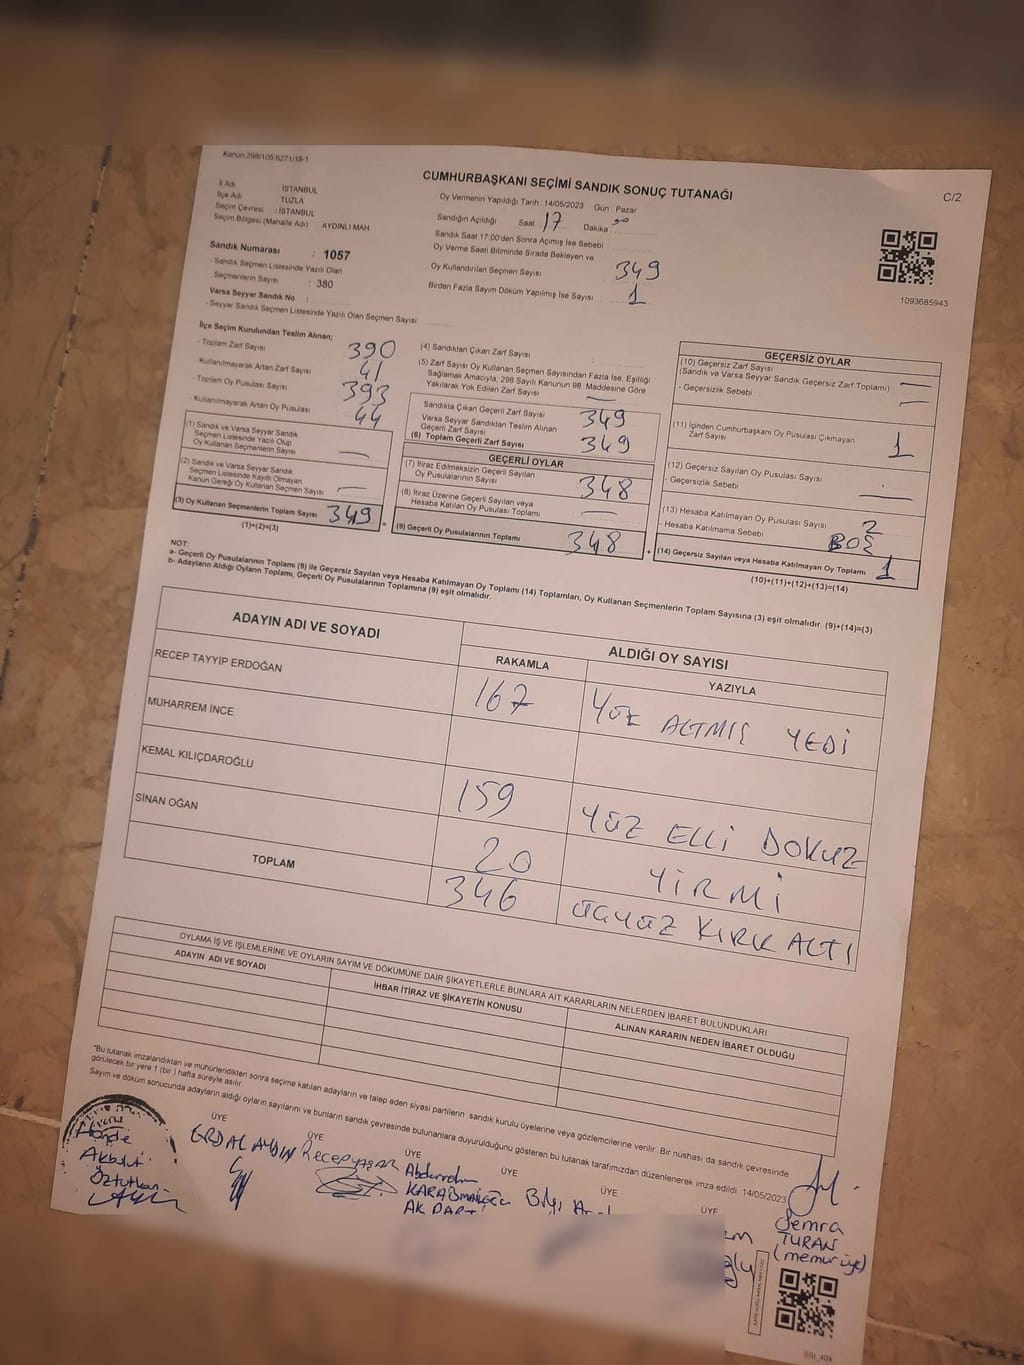 Kanun.298/105,6271/18-1
CUMHURBAŞKANI SEÇİMİ SANDIK SONUÇ TUTANAĞI
C/2
İl Adı : İSTANBUL
İlçe Adı : TUZLA
Seçim Çevresi : İSTANBUL
Seçim Bölgesi (Mahalle Adı) AYDINLI MAH
Sandık Numarası : 1057
- Sandık Seçmen Listesinde Yazılı Olan
Seçmenlerin Sayısı : 380
Varsa Seyyar Sandık No :
- Seyyar Sandık Seçmen Listesinde Yazılı Olan Seçmen Sayısı
Oy Vermenin Yapıldığı Tarih : 14/05/2023 Gün : Pazar
Sandığın Açıldığı Saat 17 Dakika
Sandık Saat 17:00'den Sonra Açımış İse Sebebi :
Oy Verme Saati Bitiminde Sırada Bekleyen ve
Oy Kullandırılan Seçmen Sayısı 349
Birden Fazla Sayım Döküm Yapılmış İse Sayısı : 1
1093685943
İlçe Seçim Kurulundan Teslim Alınan;
- Toplam Zarf Sayısı 390
- Kullanılmayarak Artan Zarf Sayısı 41
- Toplam Oy Pusulası Sayısı 393
- Kullanılmayarak Artan Oy Pusulası 44
(1) Sandık ve Varsa Seyyar Sandık
Seçmen Listesinde Yazılı Olup
Oy Kullanan Seçmenlerin Sayısı —
(2) Sandık ve Varsa Seyyar Sandık
Seçmen Listesinde Kayıtlı Olmayan
Kanun Gereği Oy Kullanan Seçmen Sayısı —
(3) Oy Kullanan Seçmenlerin Toplam Sayısı 349 =
(1)+(2)=(3)
(4) Sandıktan Çıkan Zarf Sayısı
(5) Zarf Sayısı Oy Kullanan Seçmen Sayısından Fazla İse, Eşitliği
Sağlamak Amacıyla, 298 Sayılı Kanunun 98. Maddesine Göre
Yakılarak Yok Edilen Zarf Sayısı —
Sandıkta Çıkan Geçerli Zarf Sayısı 349
Varsa Seyyar Sandıktan Teslim Alınan
Geçerli Zarf Sayısı
(6) Toplam Geçerli Zarf Sayısı 349
GEÇERLİ OYLAR
(7) İtiraz Edilmeksizin Geçerli Sayılan
Oy Pusulalarının Sayısı 348
(8) İtiraz Üzerine Geçerli Sayılan veya
Hesaba Katılan Oy Pusulası Toplamı —
(9) Geçerli Oy Pusulalarının Toplamı 348 +
GEÇERSİZ OYLAR
(10) Geçersiz Zarf Sayısı
(Sandık ve Varsa Seyyar Sandık Geçersiz Zarf Toplamı) —
- Geçersizlik Sebebi —
(11) İçinden Cumhurbaşkanı Oy Pusulası Çıkmayan
Zarf Sayısı 1
(12) Geçersiz Sayılan Oy Pusulası Sayısı
- Geçersizlik Sebebi —
(13) Hesaba Katılmayan Oy Pusulası Sayısı 2
- Hesaba Katılmama Sebebi BOŞ
(14) Geçersiz Sayılan veya Hesaba Katılmayan Oy Toplamı 1
(10)+(11)+(12)+(13)=(14)
NOT:
a- Geçerli Oy Pusulalarının Toplamı (9) ile Geçersiz Sayılan veya Hesaba Katılmayan Oy Toplamı (14) Toplamları, Oy Kullanan Seçmenlerin Toplam Sayısına (3) eşit olmalıdır. (9)+(14)=(3)
b- Adayların Aldığı Oyların Toplamı, Geçerli Oy Pusulalarının Toplamına (9) eşit olmalıdır.
ADAYIN ADI VE SOYADI
ALDIĞI OY SAYISI
RAKAMLA YAZIYLA
RECEP TAYYİP ERDOĞAN 167 YÜZ ALTMIŞ YEDİ
MUHARREM İNCE
KEMAL KILIÇDAROĞLU 159 YÜZ ELLİ DOKUZ
SİNAN OĞAN 20 YİRMİ
TOPLAM 346 ÜÇYÜZ KIRK ALTI
OYLAMA İŞ VE İŞLEMLERİNE VE OYLARIN SAYIM VE DÖKÜMÜNE DAİR ŞİKAYETLERLE BUNLARA AİT KARARLARIN NELERDEN İBARET BULUNDUKLARI
ADAYIN ADI VE SOYADI
İHBAR İTİRAZ VE ŞİKAYETİN KONUSU
ALINAN KARARIN NEDEN İBARET OLDUĞU
*Bu tutanak imzalandıktan ve mühürlendikten sonra seçime katılan adayların ve talep eden siyasi partilerin sandık kurulu üyelerine veya gözlemcilerine verilir. Bir nüshası da sandık çevresinde
görülecek bir yere 1 (bir ) hafta süreyle asılır.
Sayım ve döküm sonucunda adayların aldığı oyların sayılarını ve bunların sandık çevresinde bulunanlara duyurulduğunu gösteren bu tutanak tarafımızdan düzenlenerek imza edildi. 14/05/2023
ÜYE ÜYE ÜYE ÜYE ÜYE ÜYE
Hande
Akbulut
Öztutkan
ERDAL AYDIN
Recep YAŞAR
AK PARTİ
Semra
TURAN
(memur üye)